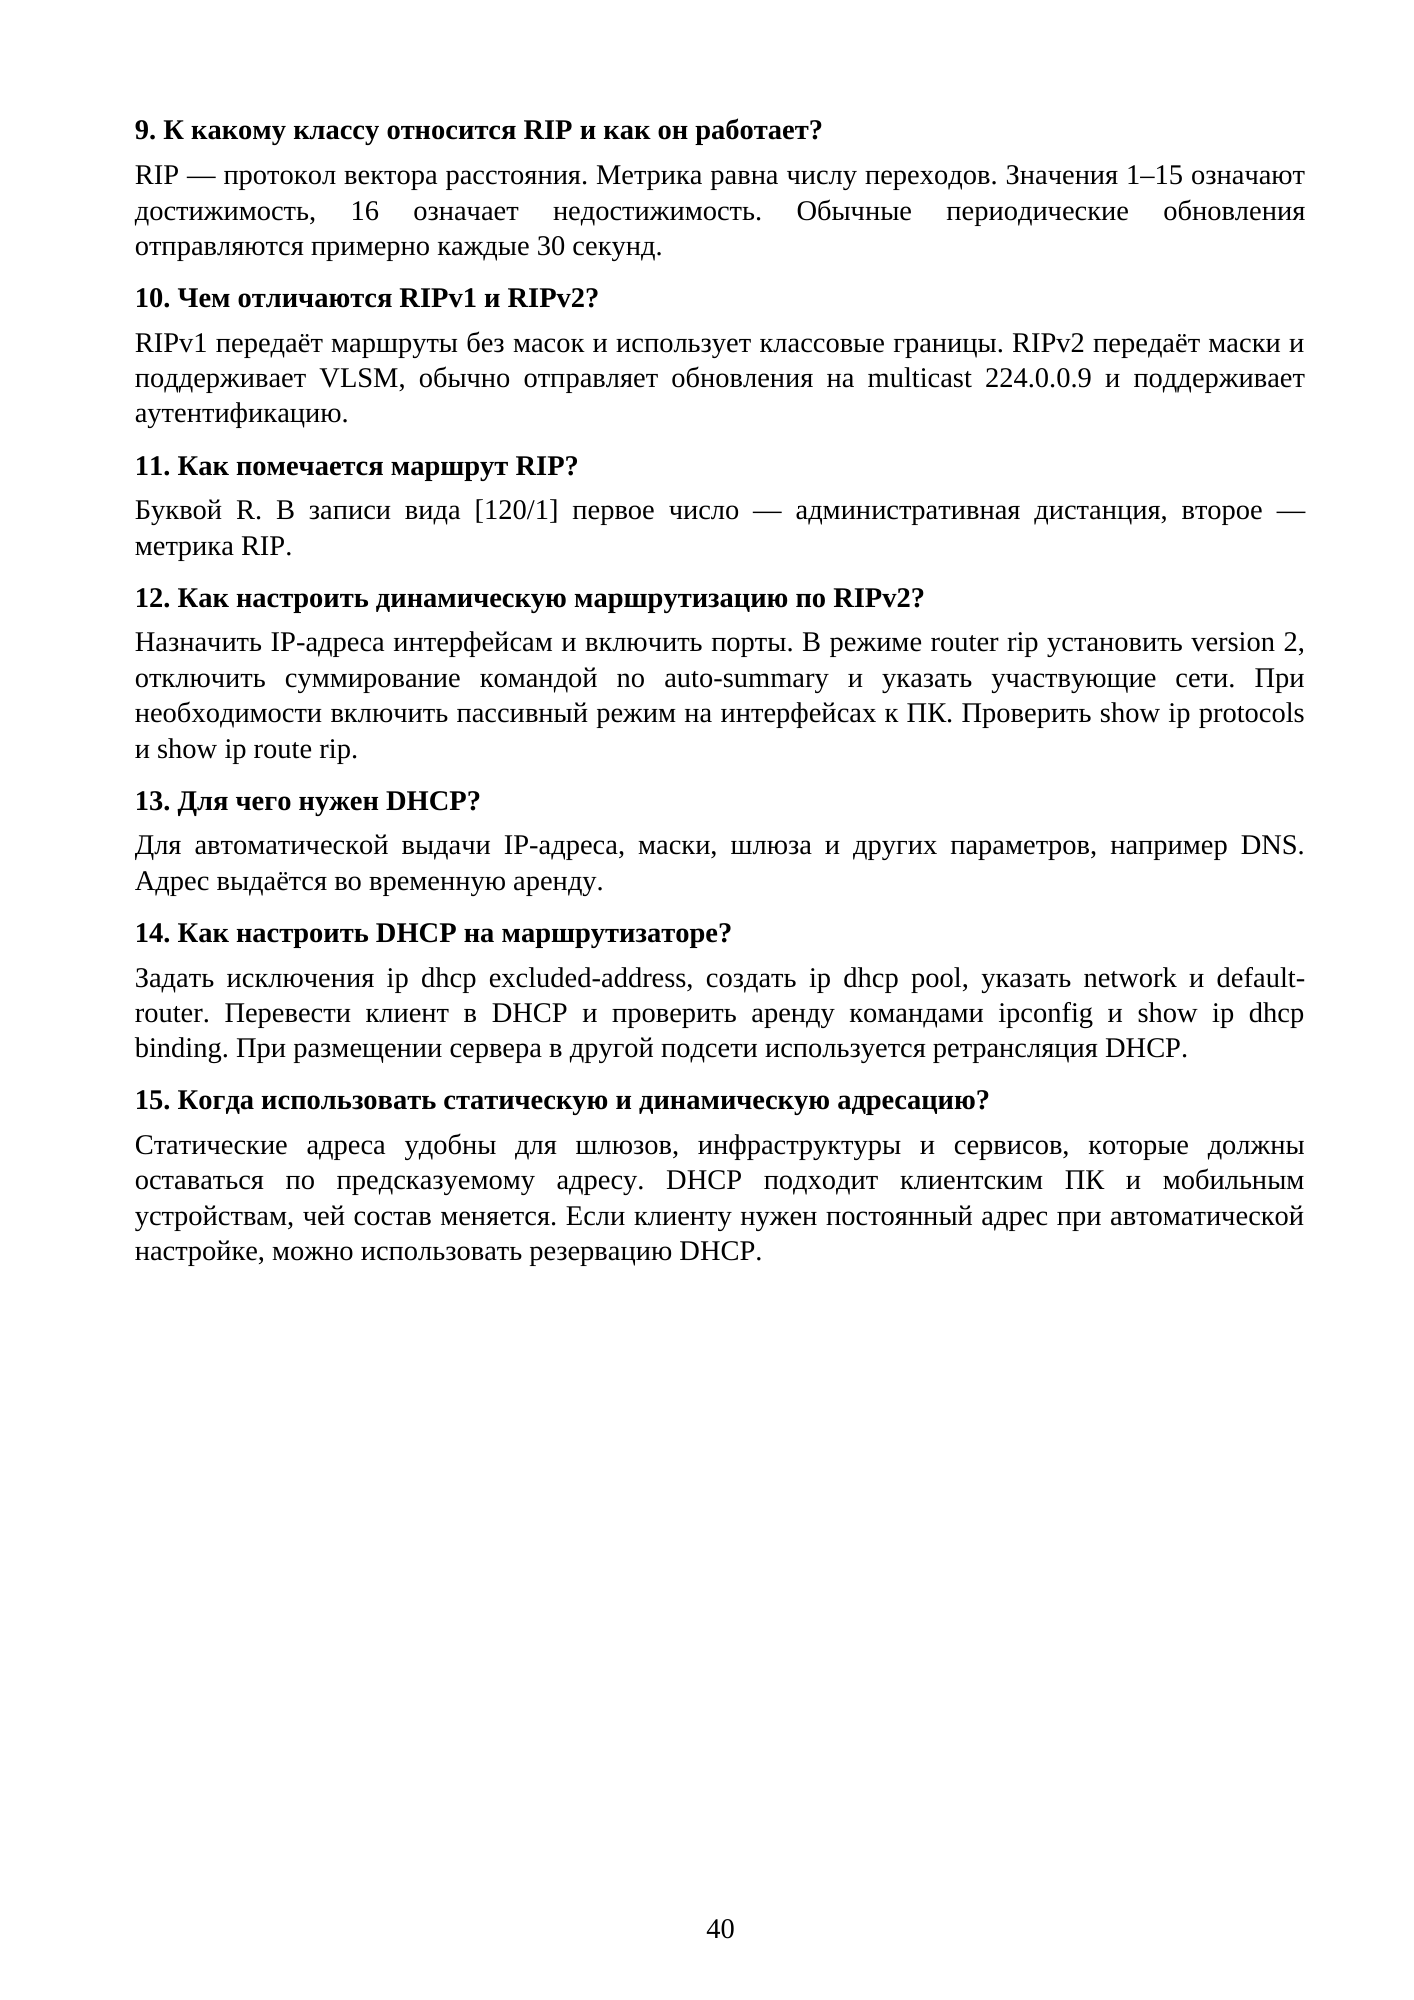 9. К какому классу относится RIP и как он работает?
RIP — протокол вектора расстояния. Метрика равна числу переходов. Значения 1–15 означают
достижимость, 16 означает недостижимость. Обычные периодические обновления
отправляются примерно каждые 30 секунд.
10. Чем отличаются RIPv1 и RIPv2?
RIPv1 передаёт маршруты без масок и использует классовые границы. RIPv2 передаёт маски и
поддерживает VLSM, обычно отправляет обновления на multicast 224.0.0.9 и поддерживает
аутентификацию.
11. Как помечается маршрут RIP?
Буквой R. В записи вида [120/1] первое число — административная дистанция, второе —
метрика RIP.
12. Как настроить динамическую маршрутизацию по RIPv2?
Назначить IP-адреса интерфейсам и включить порты. В режиме router rip установить version 2,
отключить суммирование командой no auto-summary и указать участвующие сети. При
необходимости включить пассивный режим на интерфейсах к ПК. Проверить show ip protocols
и show ip route rip.
13. Для чего нужен DHCP?
Для автоматической выдачи IP-адреса, маски, шлюза и других параметров, например DNS.
Адрес выдаётся во временную аренду.
14. Как настроить DHCP на маршрутизаторе?
Задать исключения ip dhcp excluded-address, создать ip dhcp pool, указать network и default-
router. Перевести клиент в DHCP и проверить аренду командами ipconfig и show ip dhcp
binding. При размещении сервера в другой подсети используется ретрансляция DHCP.
15. Когда использовать статическую и динамическую адресацию?
Статические адреса удобны для шлюзов, инфраструктуры и сервисов, которые должны
оставаться по предсказуемому адресу. DHCP подходит клиентским ПК и мобильным
устройствам, чей состав меняется. Если клиенту нужен постоянный адрес при автоматической
настройке, можно использовать резервацию DHCP.
40